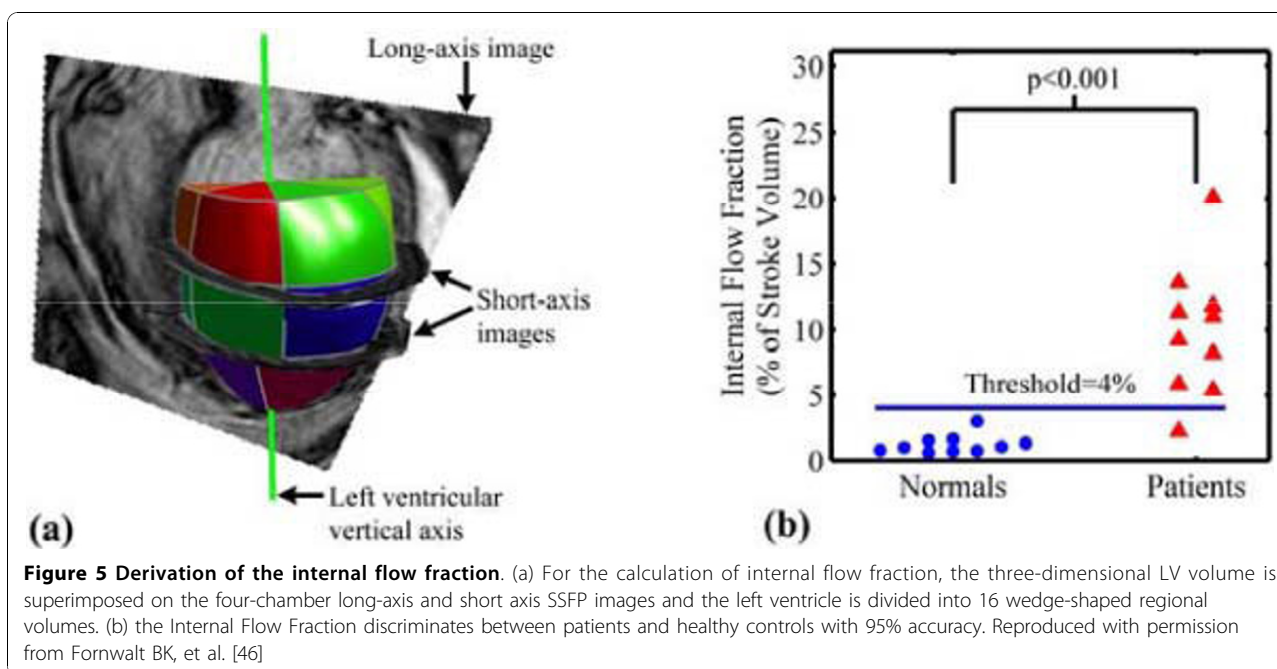 Long-axis image
Short-axis
images
Left ventricular
vertical axis
(a)
Internal Flow Fraction
(% of Stroke Volume)
30
25
20
15
10
5
0
p<0.001
Threshold=4%
Normals
Patients
(b)
Figure 5 Derivation of the internal flow fraction. (a) For the calculation of internal flow fraction, the three-dimensional LV volume is
superimposed on the four-chamber long-axis and short axis SSFP images and the left ventricle is divided into 16 wedge-shaped regional
volumes. (b) the Internal Flow Fraction discriminates between patients and healthy controls with 95% accuracy. Reproduced with permission
from Fornwalt BK, et al. [46]